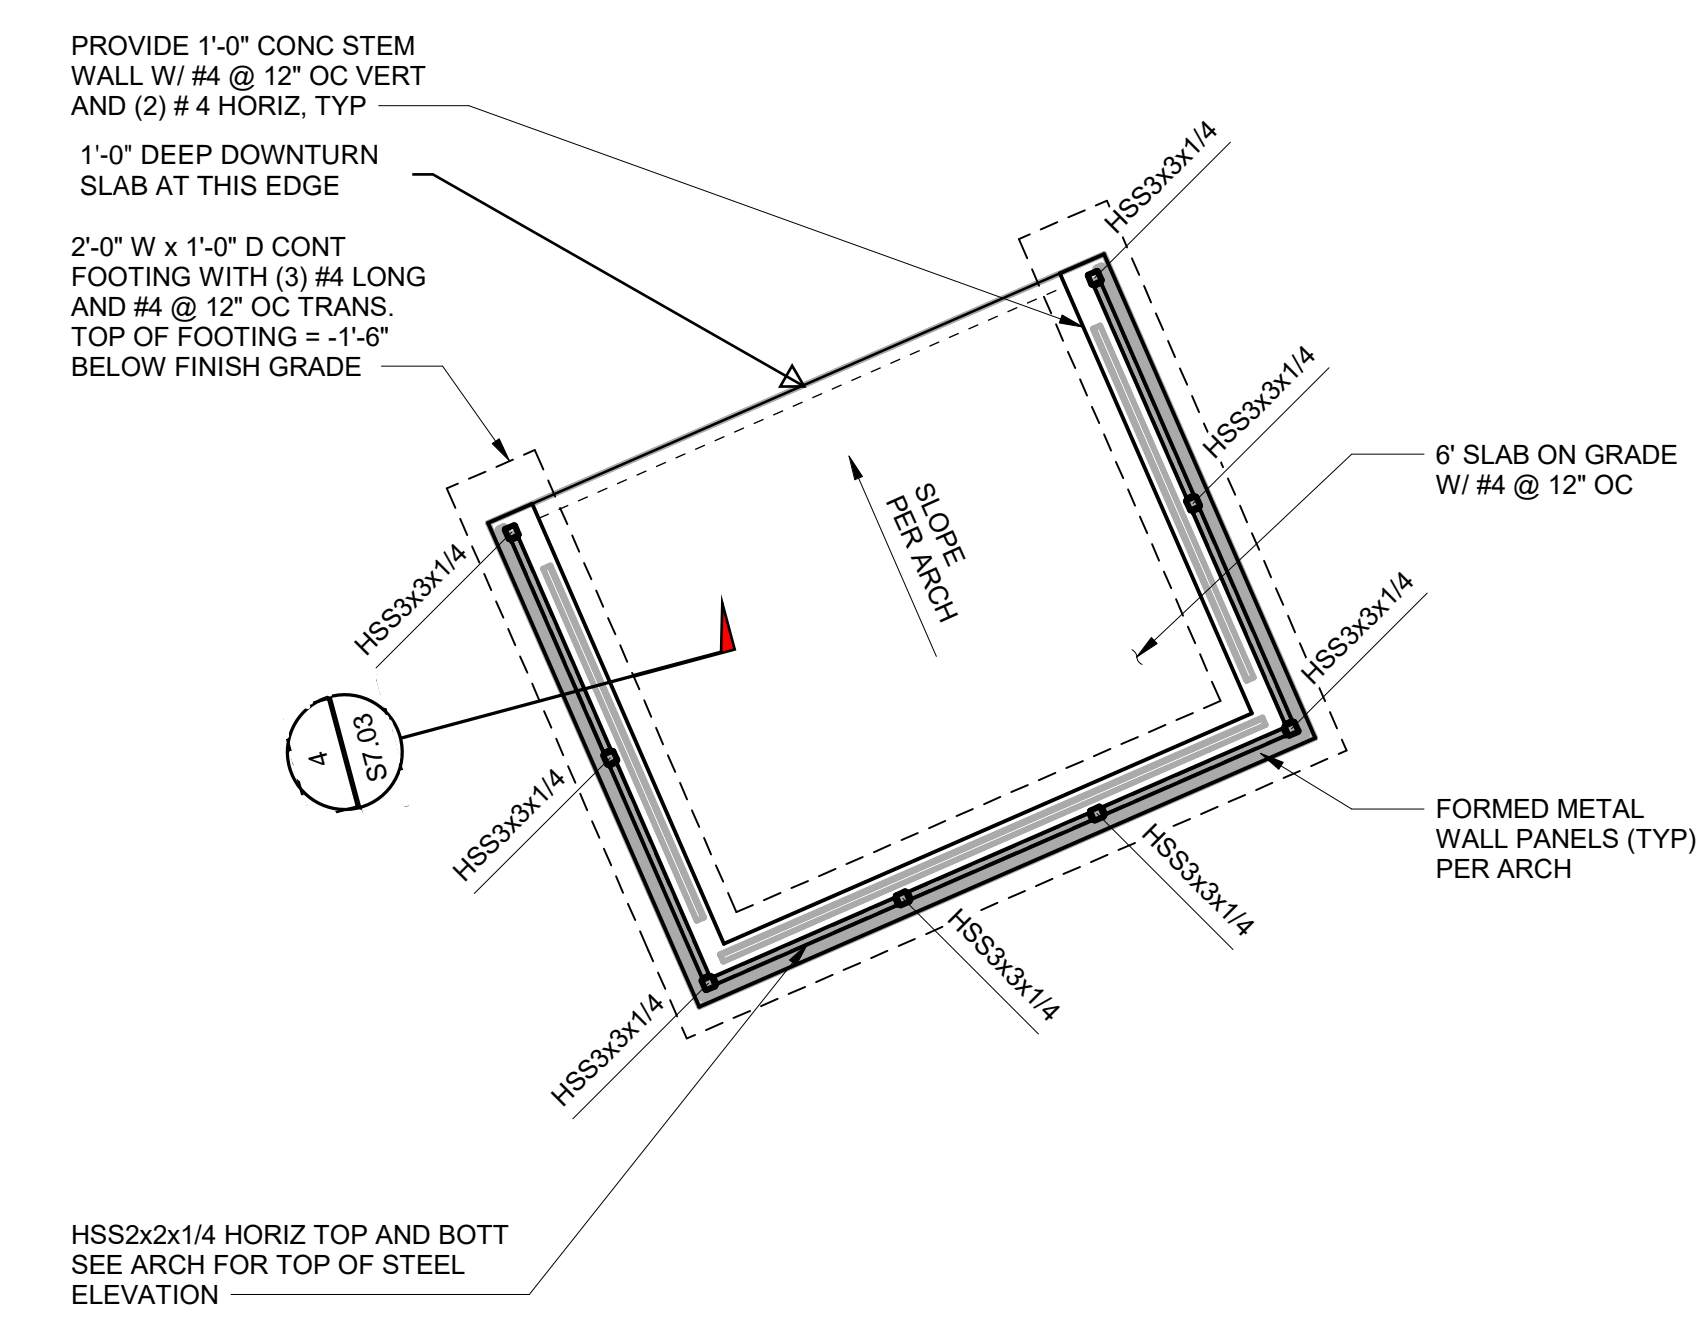 PROVIDE 1'-0" CONC STEM
WALL W/ #4 @ 12" OC VERT
AND (2) # 4 HORIZ, TYP
1'-0" DEEP DOWNTURN
SLAB AT THIS EDGE
2'-0" W x 1'-0" D CONT
FOOTING WITH (3) #4 LONG
AND #4 @ 12" OC TRANS.
TOP OF FOOTING = -1'-6"
BELOW FINISH GRADE
HSS3x3x1/4
HSS3x3x1/4
6' SLAB ON GRADE
W/ #4 @ 12" OC
SLOPE
PER ARCH
HSS3x3x1/4
HSS3x3x1/4
4
S7.03
HSS3x3x1/4
HSS3x3x1/4
FORMED METAL
WALL PANELS (TYP)
PER ARCH
HSS3x3x1/4
HSS3x3x1/4
HSS2x2x1/4 HORIZ TOP AND BOTT
SEE ARCH FOR TOP OF STEEL
ELEVATION